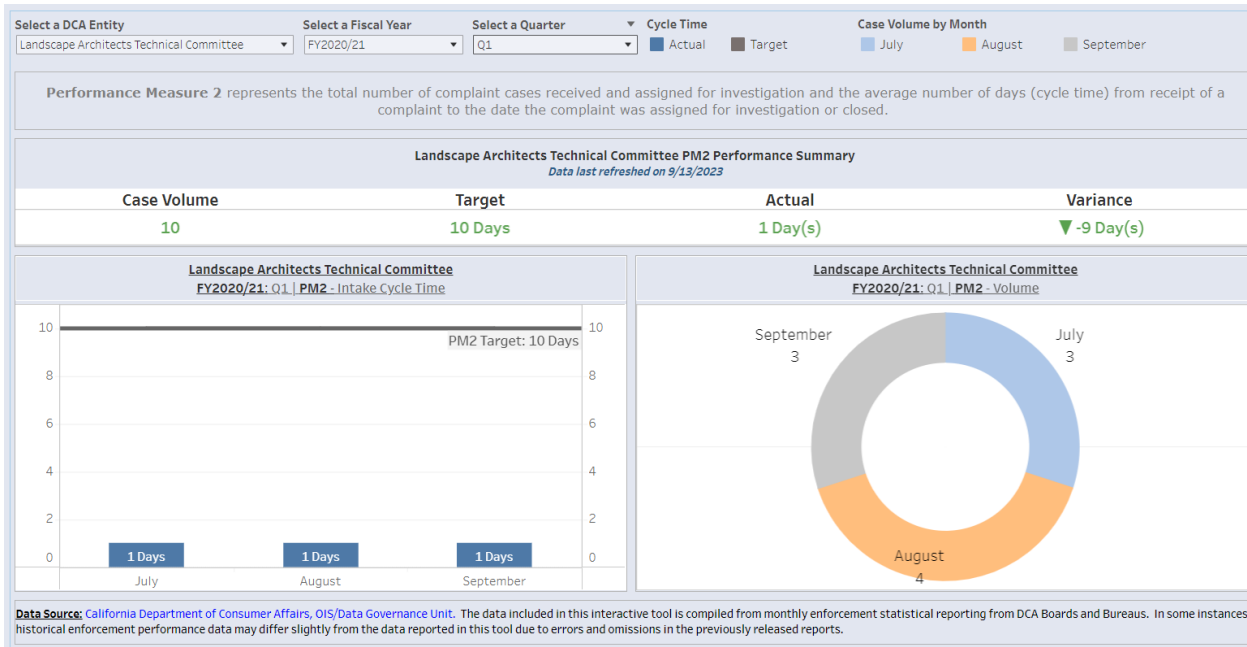 Select a DCA Entity
Select a Fiscal Year
Select a Quarter
Cycle Time
Case Volume by Month
Landscape Architects Technical Committee
FY2020/21
Q1
Actual
Target
July
August
September
Performance Measure 2 represents the total number of complaint cases received and assigned for investigation and the average number of days (cycle time) from receipt of a
complaint to the date the complaint was assigned for investigation or closed.
Landscape Architects Technical Committee PM2 Performance Summary
Data last refreshed on 9/13/2023
Case Volume
Target
Actual
Variance
10
10 Days
1 Day(s)
▼ -9 Day(s)
Landscape Architects Technical Committee
FY2020/21: Q1 | PM2 - Intake Cycle Time
10
8
6
4
2
0
PM2 Target: 10 Days
10
8
6
4
2
0
1 Days
1 Days
1 Days
July
August
September
Landscape Architects Technical Committee
FY2020/21: Q1 | PM2 - Volume
September
3
July
3
August
4
Data Source: California Department of Consumer Affairs, OIS/Data Governance Unit. The data included in this interactive tool is compiled from monthly enforcement statistical reporting from DCA Boards and Bureaus. In some instances
historical enforcement performance data may differ slightly from the data reported in this tool due to errors and omissions in the previously released reports.